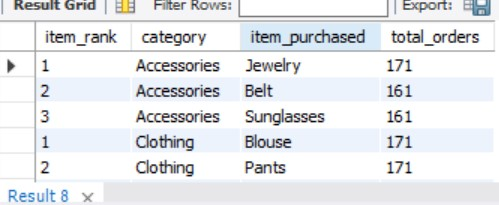 Result Grid Filter Rows: Export:
item_rank category item_purchased total_orders
1 Accessories Jewelry 171
2 Accessories Belt 161
3 Accessories Sunglasses 161
1 Clothing Blouse 171
2 Clothing Pants 171
Result 8 ×